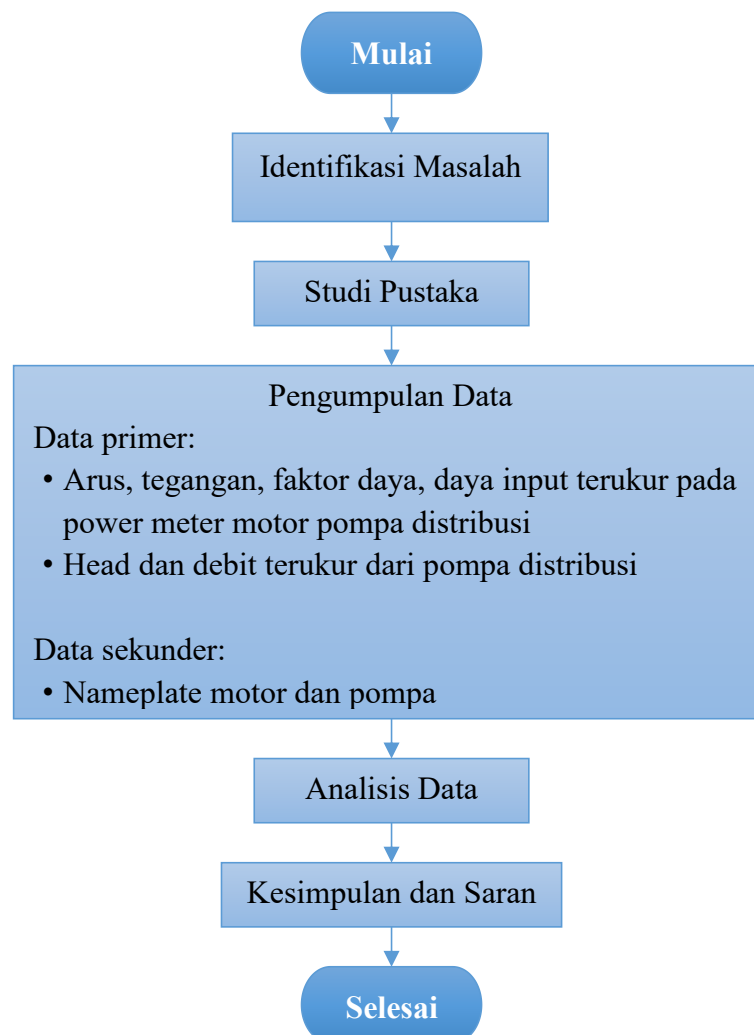 Mulai
Identifikasi Masalah
Studi Pustaka
Pengumpulan Data
Data primer:
• Arus, tegangan, faktor daya, daya input terukur pada
power meter motor pompa distribusi
• Head dan debit terukur dari pompa distribusi
Data sekunder:
• Nameplate motor dan pompa
Analisis Data
Kesimpulan dan Saran
Selesai